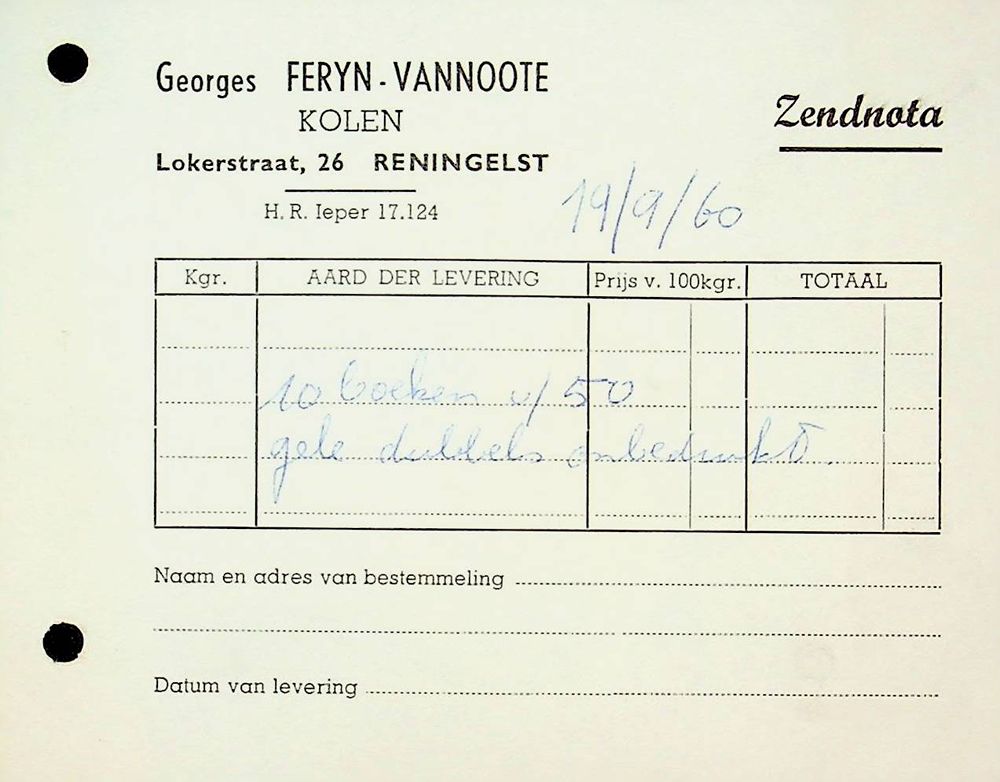 Georges FERYN-VANNOOTE
KOLEN
Zendnota
Lokerstraat, 26 RENINGELST
H. R. Ieper 17.124
19/9/60
Kgr. AARD DER LEVERING Prijs v. 100kgr. TOTAAL
10 boeken v/ 50
gele dubbels onbedrukt.
Naam en adres van bestemmeling
Datum van levering